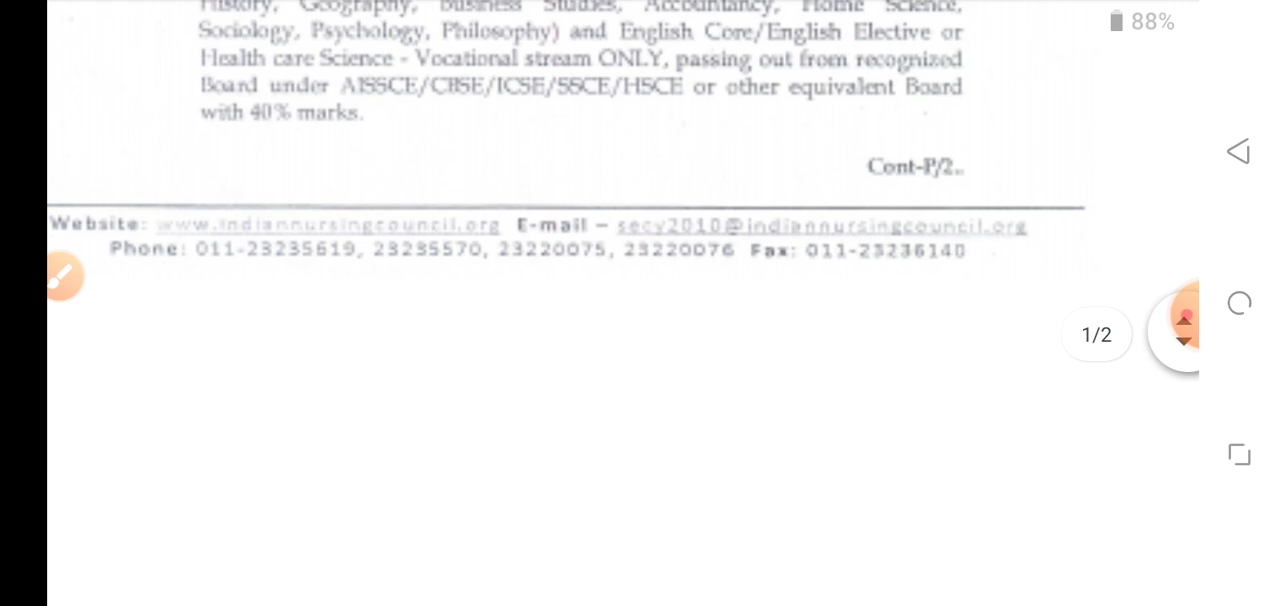 History, Geography, Business Studies, Accountancy, Home Science,
Sociology, Psychology, Philosophy) and English Core/English Elective or
Health care Science - Vocational stream ONLY, passing out from recognized
Board under AISSCE/CBSE/ICSE/SSCE/HSCE or other equivalent Board
with 40% marks.
Cont-P/2..
Website: www.indiannursingcouncil.org E-mail – secy2010@indiannursingcouncil.org
Phone: 011-23235619, 23235570, 23220075, 23220076 Fax: 011-23236140
88%
1/2